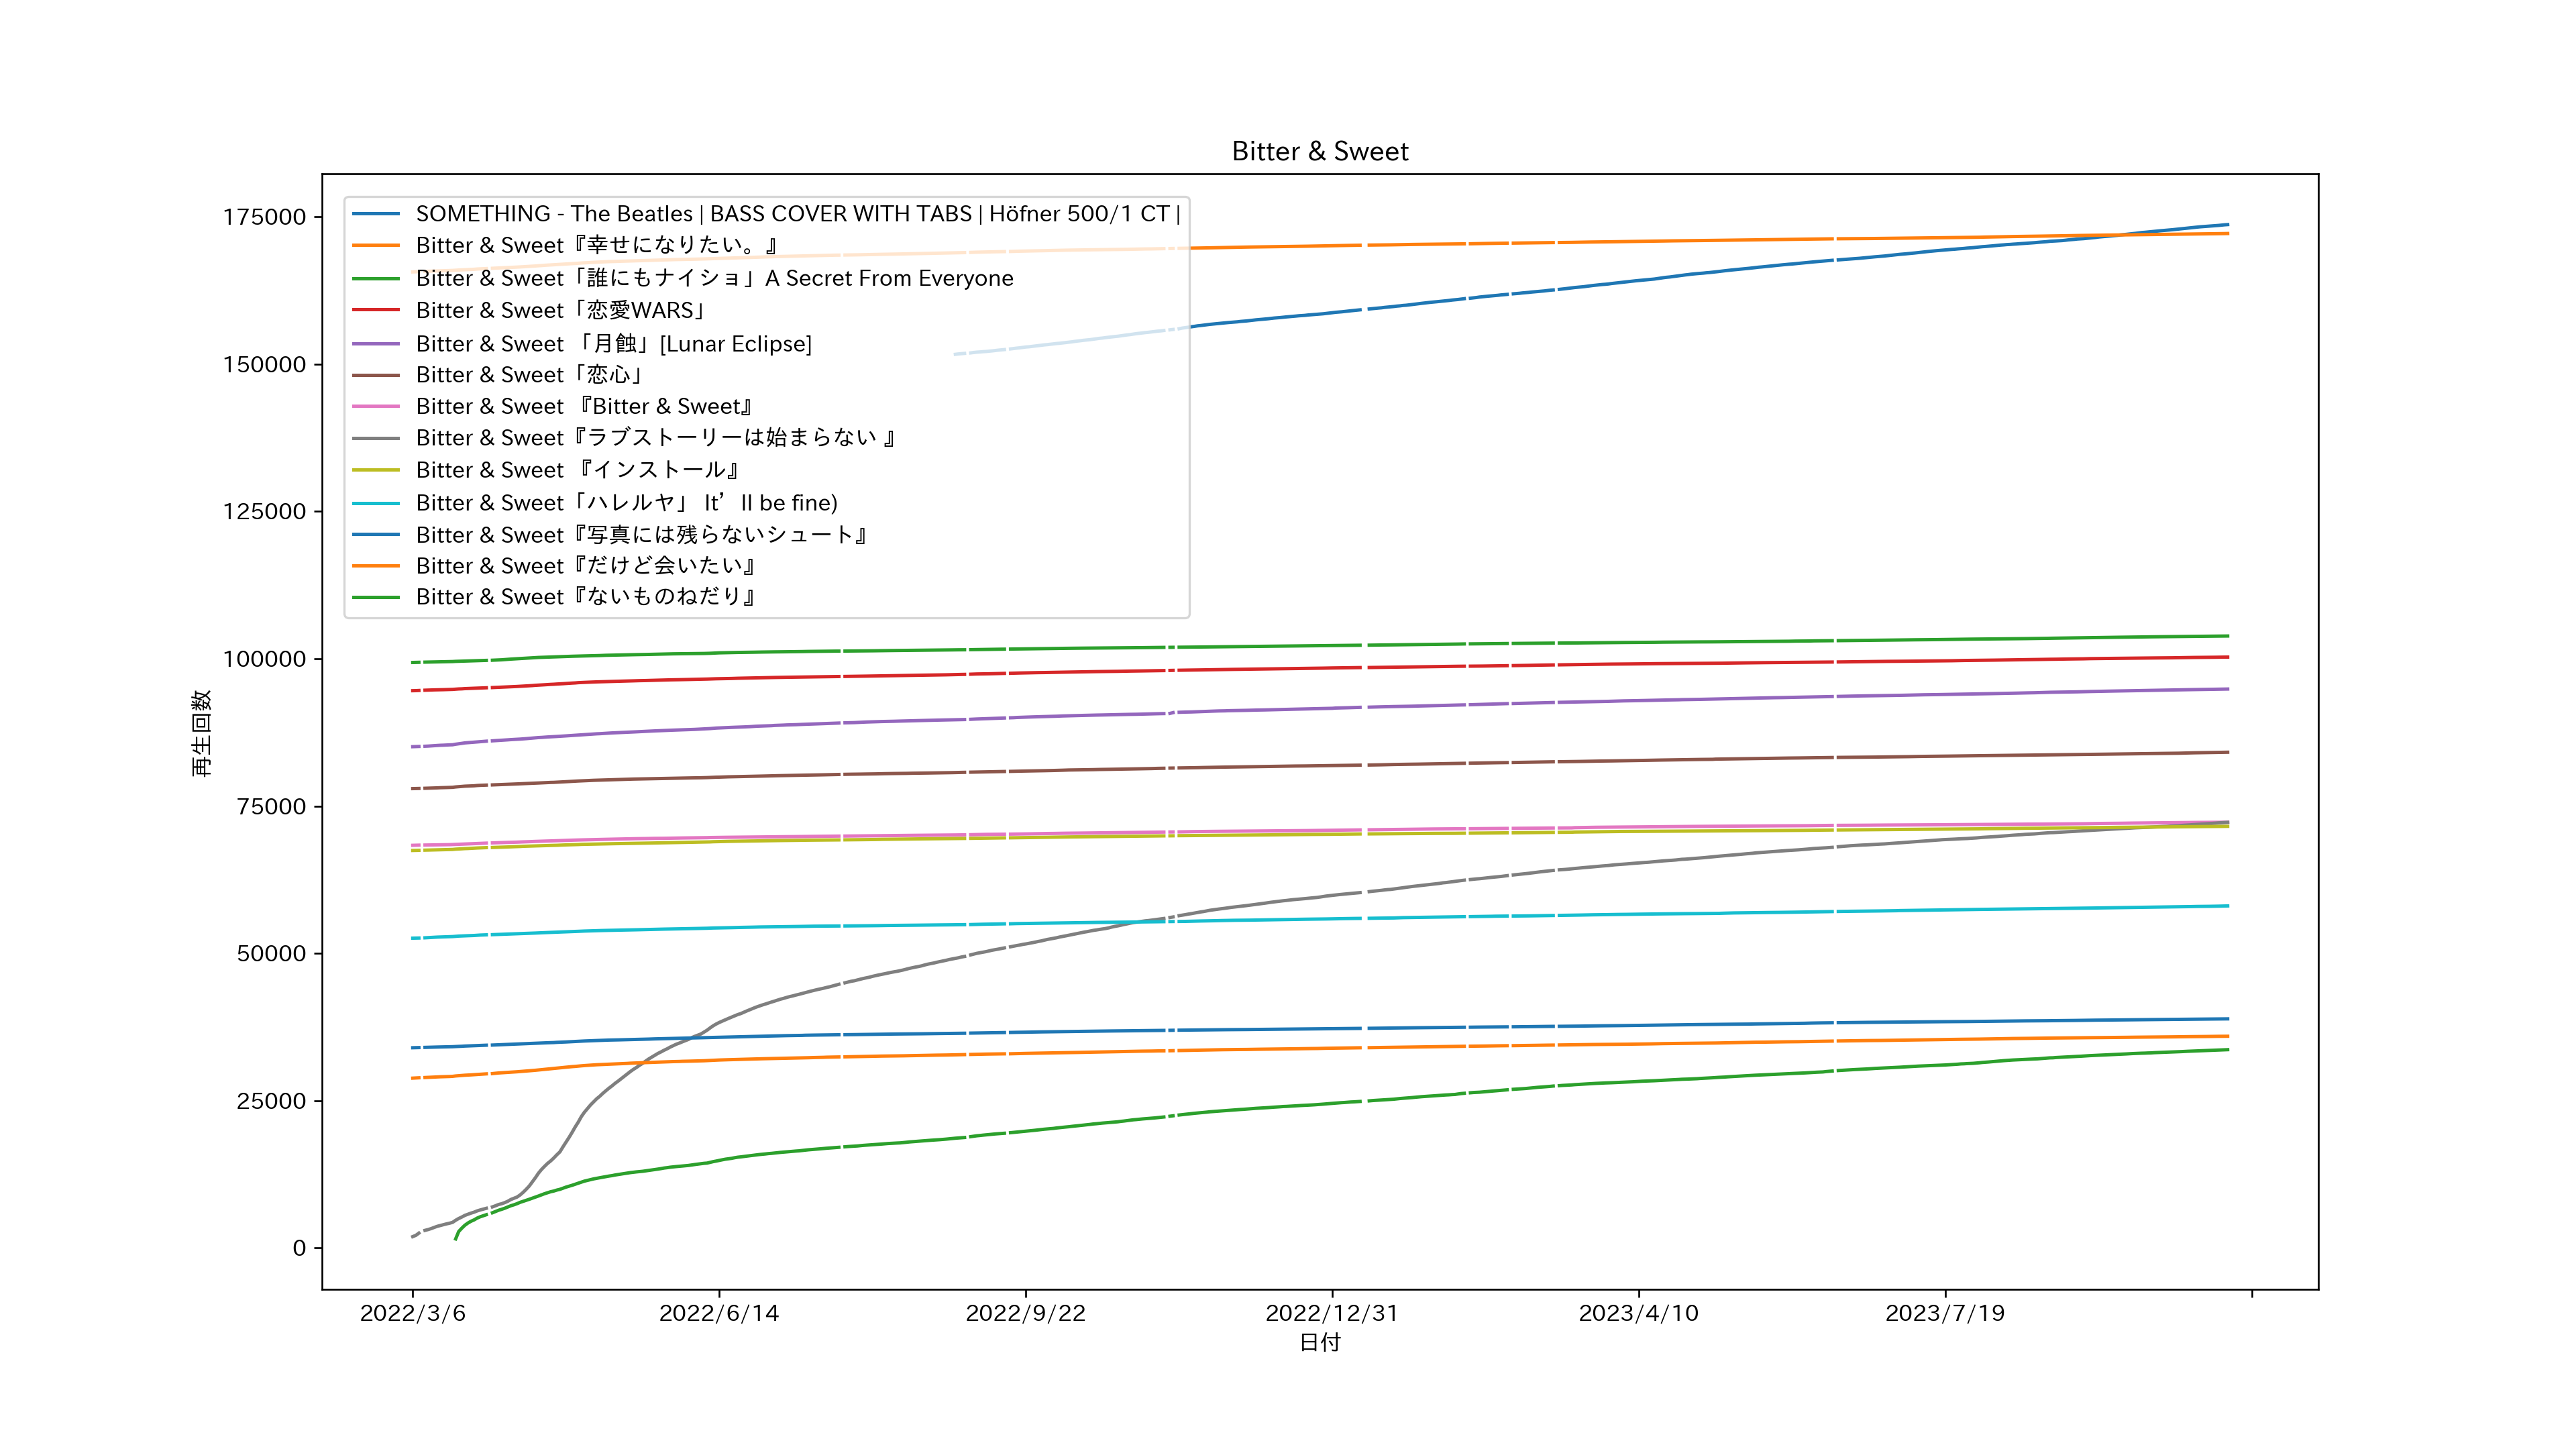 Bitter & Sweet
175000
150000
125000
100000
75000
50000
25000
0
再生回数
SOMETHING - The Beatles | BASS COVER WITH TABS | Höfner 500/1 CT |
Bitter & Sweet『幸せになりたい。』
Bitter & Sweet「誰にもナイショ」A Secret From Everyone
Bitter & Sweet「恋愛WARS」
Bitter & Sweet 「月蝕」[Lunar Eclipse]
Bitter & Sweet「恋心」
Bitter & Sweet 『Bitter & Sweet』
Bitter & Sweet『ラブストーリーは始まらない 』
Bitter & Sweet 『インストール』
Bitter & Sweet「ハレルヤ」 It’ll be fine)
Bitter & Sweet『写真には残らないシュート』
Bitter & Sweet『だけど会いたい』
Bitter & Sweet『ないものねだり』
2022/3/6 2022/6/14 2022/9/22 2022/12/31 2023/4/10 2023/7/19
日付